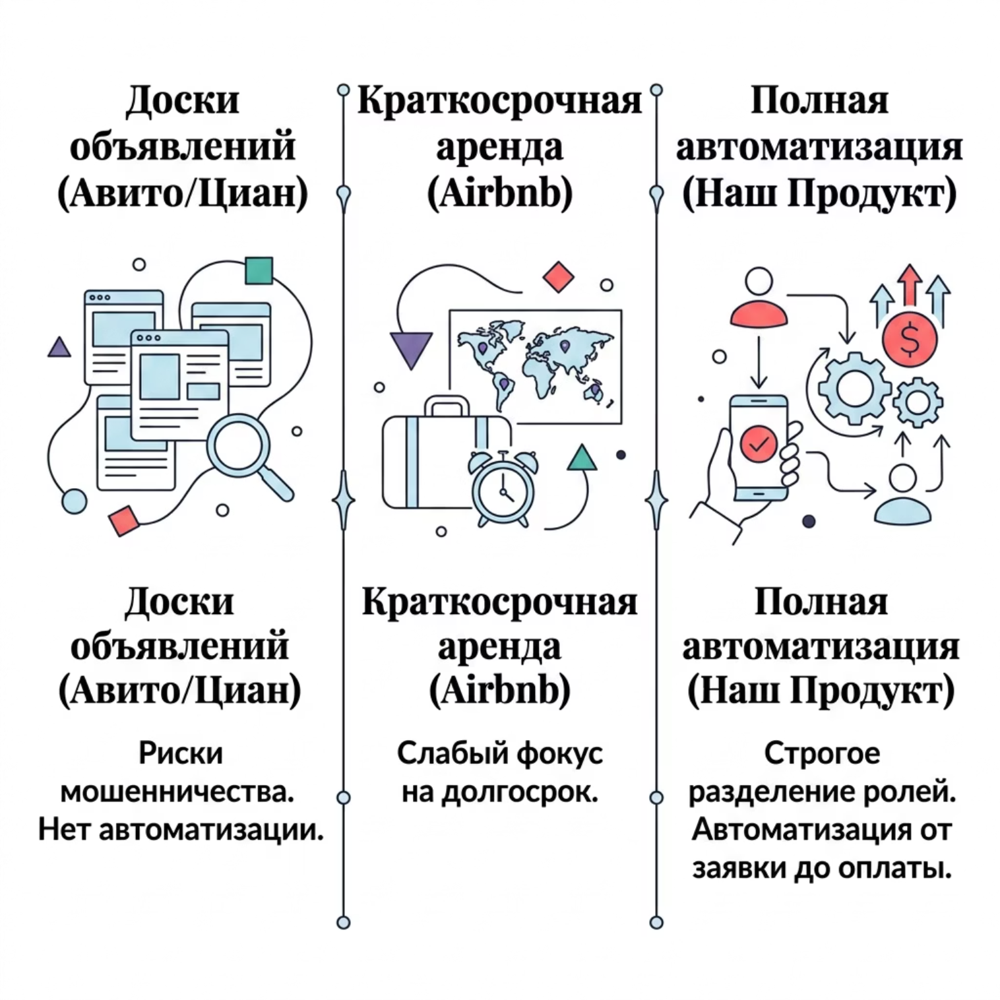 Доски
объявлений
(Авито/Циан)
Краткосрочная
аренда
(Airbnb)
Полная
автоматизация
(Наш Продукт)
$
Доски
объявлений
(Авито/Циан)
Риски
мошенничества.
Нет автоматизации.
Краткосрочная
аренда
(Airbnb)
Слабый фокус
на долгосрок.
Полная
автоматизация
(Наш Продукт)
Строгое
разделение ролей.
Автоматизация от
заявки до оплаты.